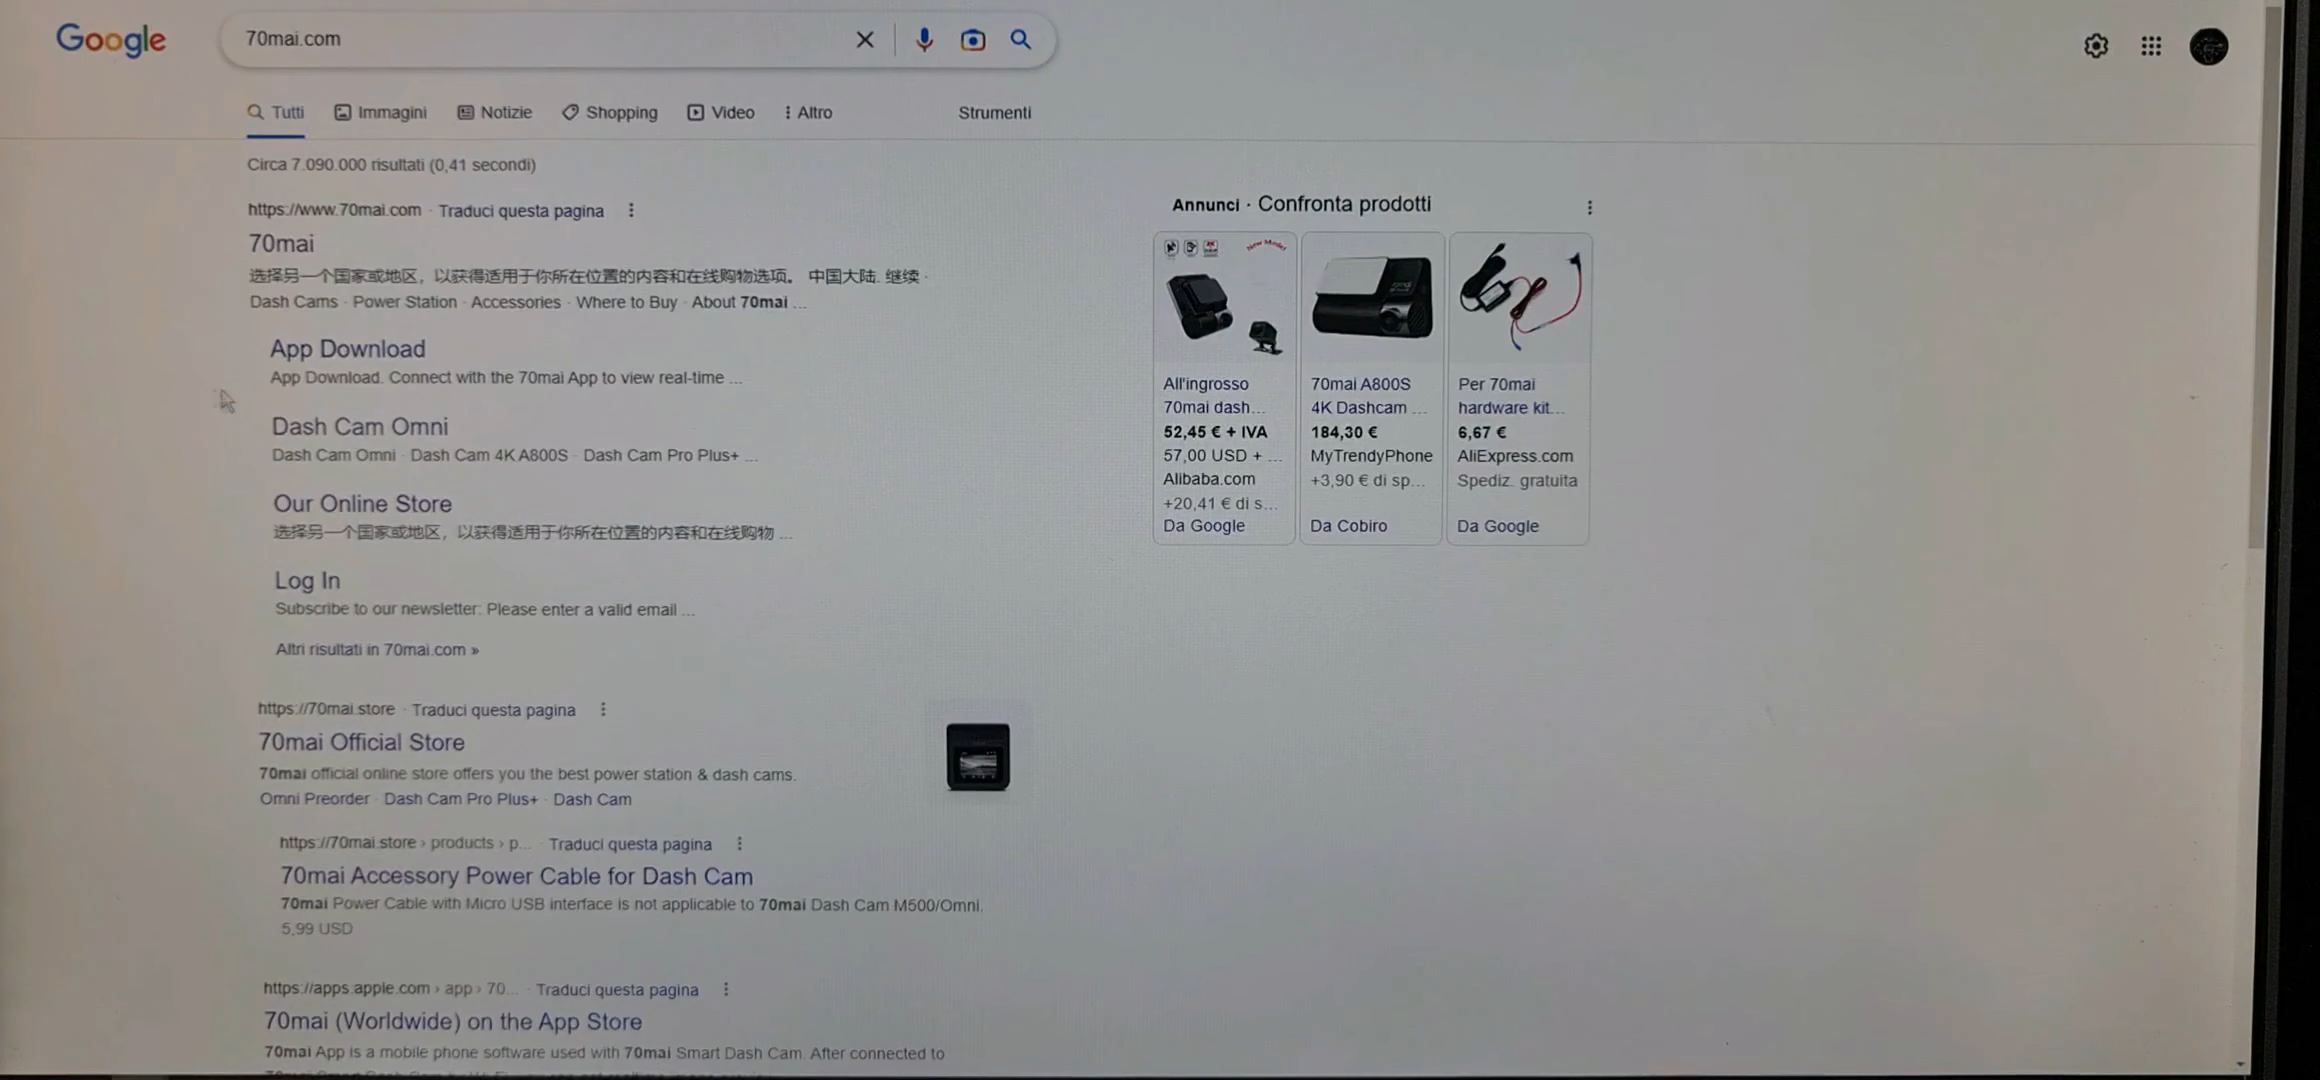 Google
70mai.com
Tutti
Immagini
Notizie
Shopping
Video
Altro
Strumenti
Circa 7.090.000 risultati (0,41 secondi)
https://www.70mai.com · Traduci questa pagina
70mai
选择另一个国家或地区，以获得适用于你所在位置的内容和在线购物选项。 中国大陆. 继续 ·
Dash Cams · Power Station · Accessories · Where to Buy · About 70mai ...
App Download
App Download. Connect with the 70mai App to view real-time ...
Dash Cam Omni
Dash Cam Omni · Dash Cam 4K A800S · Dash Cam Pro Plus+ ...
Our Online Store
选择另一个国家或地区，以获得适用于你所在位置的内容和在线购物 ...
Log In
Subscribe to our newsletter. Please enter a valid email ...
Altri risultati in 70mai.com »
https://70mai.store · Traduci questa pagina
70mai Official Store
70mai official online store offers you the best power station & dash cams.
Omni Preorder · Dash Cam Pro Plus+ · Dash Cam
https://70mai.store › products › p... · Traduci questa pagina
70mai Accessory Power Cable for Dash Cam
70mai Power Cable with Micro USB interface is not applicable to 70mai Dash Cam M500/Omni.
5,99 USD
https://apps.apple.com › app › 70... · Traduci questa pagina
70mai (Worldwide) on the App Store
70mai App is a mobile phone software used with 70mai Smart Dash Cam. After connected to
Annunci · Confronta prodotti
New Model
All'ingrosso
70mai dash...
52,45 € + IVA
57,00 USD + ...
Alibaba.com
+20,41 € di s...
Da Google
70mai A800S
4K Dashcam ...
184,30 €
MyTrendyPhone
+3,90 € di sp...
Da Cobiro
Per 70mai
hardware kit...
6,67 €
AliExpress.com
Spediz. gratuita
Da Google